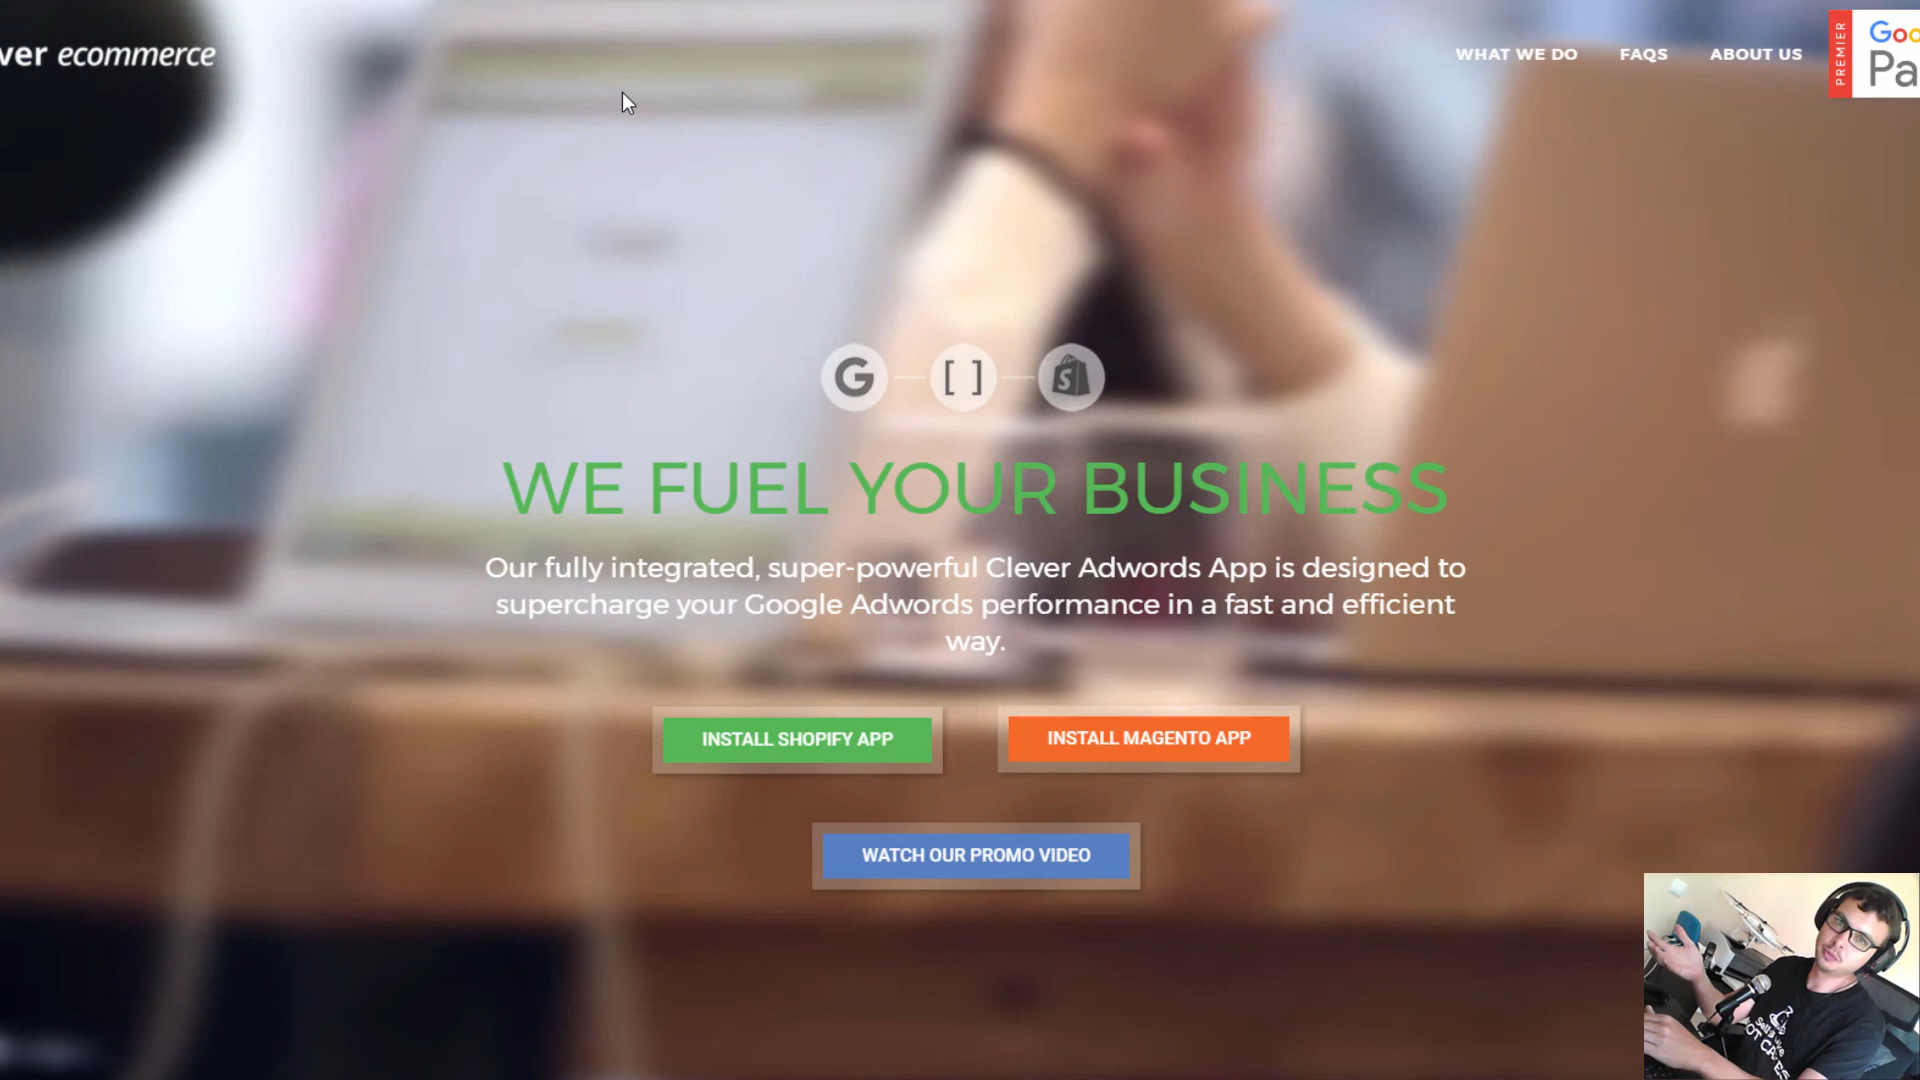 ver ecommerce
WHAT WE DO
FAQS
ABOUT US
PREMIER
Goo
Pa
G
[ ]
S
WE FUEL YOUR BUSINESS
Our fully integrated, super-powerful Clever Adwords App is designed to
supercharge your Google Adwords performance in a fast and efficient
way.
INSTALL SHOPIFY APP
INSTALL MAGENTO APP
WATCH OUR PROMO VIDEO